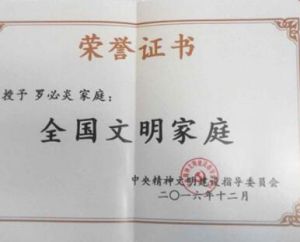 荣誉证书
授予 罗必炎 家庭：
全国文明家庭
中央精神文明建设指导委员会
二〇一六年十二月